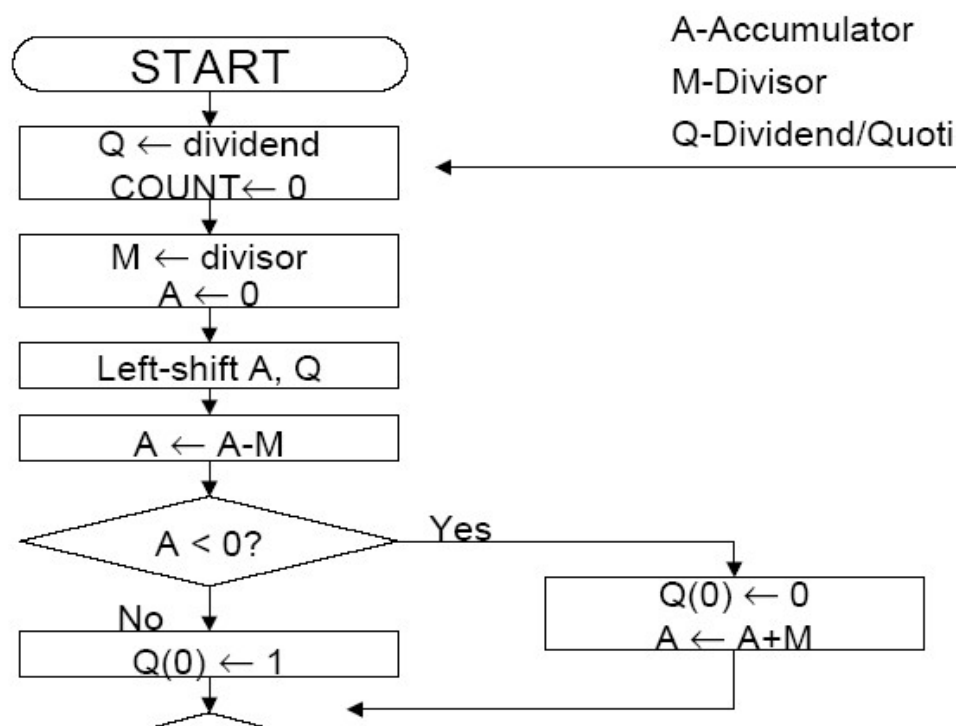 START
A-Accumulator
M-Divisor
Q-Dividend/Quoti
Q ← dividend
COUNT← 0
M ← divisor
A ← 0
Left-shift A, Q
A ← A-M
A < 0?
Yes
No
Q(0) ← 1
Q(0) ← 0
A ← A+M